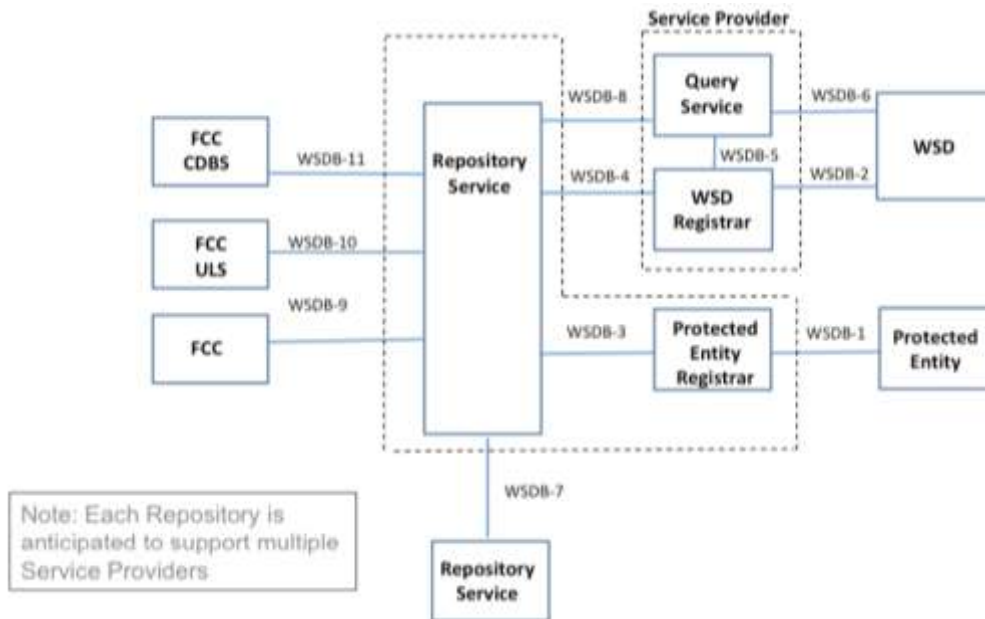 Service Provider
Query
Service
WSDB-8
WSDB-6
FCC
CDBS
WSDB-11
Repository
Service
WSDB-5
WSD
WSDB-4
WSD
Registrar
WSDB-2
FCC
ULS
WSDB-10
WSDB-9
FCC
WSDB-3
Protected
Entity
Registrar
WSDB-1
Protected
Entity
WSDB-7
Note: Each Repository is
anticipated to support multiple
Service Providers
Repository
Service